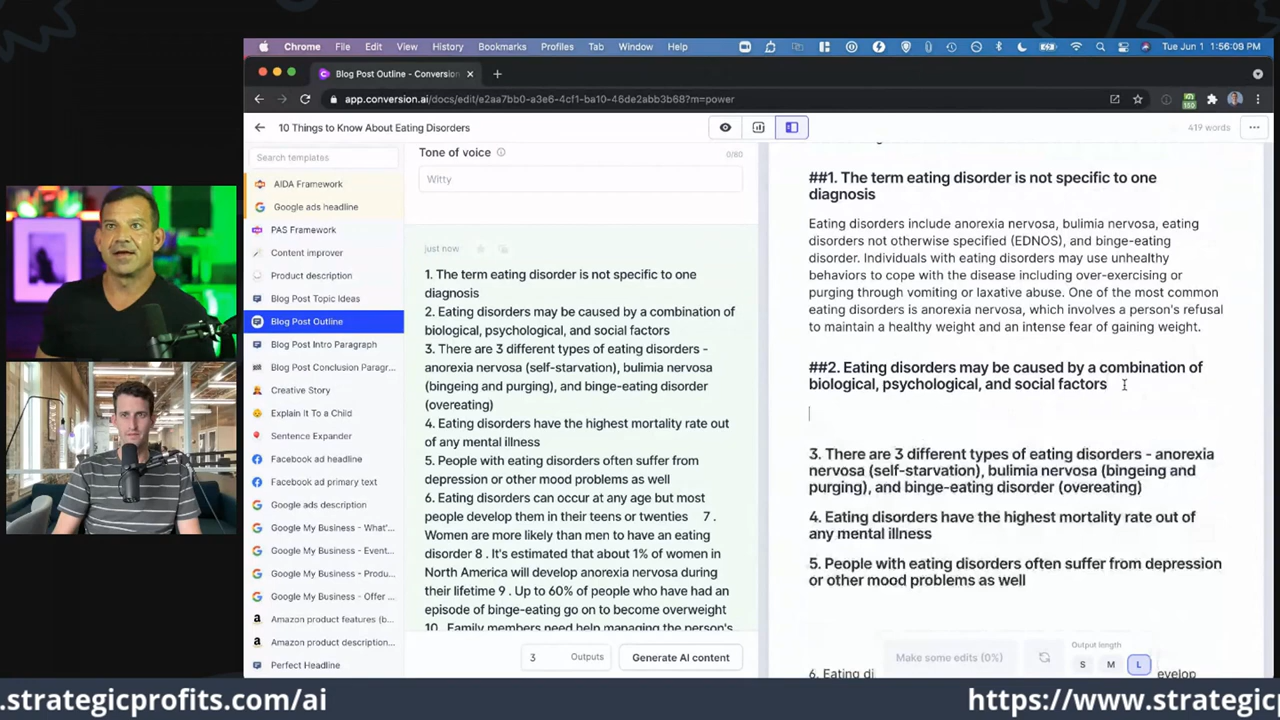 Chrome File Edit View History Bookmarks Profiles Tab Window Help
Tue Jun 1 1:56:09 PM
Blog Post Outline - Conversion
app.conversion.ai/docs/edit/e2aa7bb0-a3e6-4cf1-ba10-46de2abb3b68?m=power
150
10 Things to Know About Eating Disorders
419 words
Search templates
AIDA Framework
Google ads headline
PAS Framework
Content improver
Product description
Blog Post Topic Ideas
Blog Post Outline
Blog Post Intro Paragraph
Blog Post Conclusion Paragr...
Creative Story
Explain It To a Child
Sentence Expander
Facebook ad headline
Facebook ad primary text
Google ads description
Google My Business - What'...
Google My Business - Event...
Google My Business - Produ...
Google My Business - Offer ...
Amazon product features (b...
Amazon product description...
Perfect Headline
Tone of voice
0/80
Witty
just now
1. The term eating disorder is not specific to one
diagnosis
2. Eating disorders may be caused by a combination of
biological, psychological, and social factors
3. There are 3 different types of eating disorders -
anorexia nervosa (self-starvation), bulimia nervosa
(bingeing and purging), and binge-eating disorder
(overeating)
4. Eating disorders have the highest mortality rate out
of any mental illness
5. People with eating disorders often suffer from
depression or other mood problems as well
6. Eating disorders can occur at any age but most
people develop them in their teens or twenties 7 .
Women are more likely than men to have an eating
disorder 8 . It's estimated that about 1% of women in
North America will develop anorexia nervosa during
their lifetime 9 . Up to 60% of people who have had an
episode of binge-eating go on to become overweight
10 . Family members need help managing the person's
3 Outputs
Generate AI content
##1. The term eating disorder is not specific to one
diagnosis
Eating disorders include anorexia nervosa, bulimia nervosa, eating
disorders not otherwise specified (EDNOS), and binge-eating
disorder. Individuals with eating disorders may use unhealthy
behaviors to cope with the disease including over-exercising or
purging through vomiting or laxative abuse. One of the most common
eating disorders is anorexia nervosa, which involves a person's refusal
to maintain a healthy weight and an intense fear of gaining weight.
##2. Eating disorders may be caused by a combination of
biological, psychological, and social factors
3. There are 3 different types of eating disorders - anorexia
nervosa (self-starvation), bulimia nervosa (bingeing and
purging), and binge-eating disorder (overeating)
4. Eating disorders have the highest mortality rate out of
any mental illness
5. People with eating disorders often suffer from depression
or other mood problems as well
6. Eating di
evelop
Make some edits (0%)
Output length
S M L
.strategicprofits.com/ai
https://www.strategicp